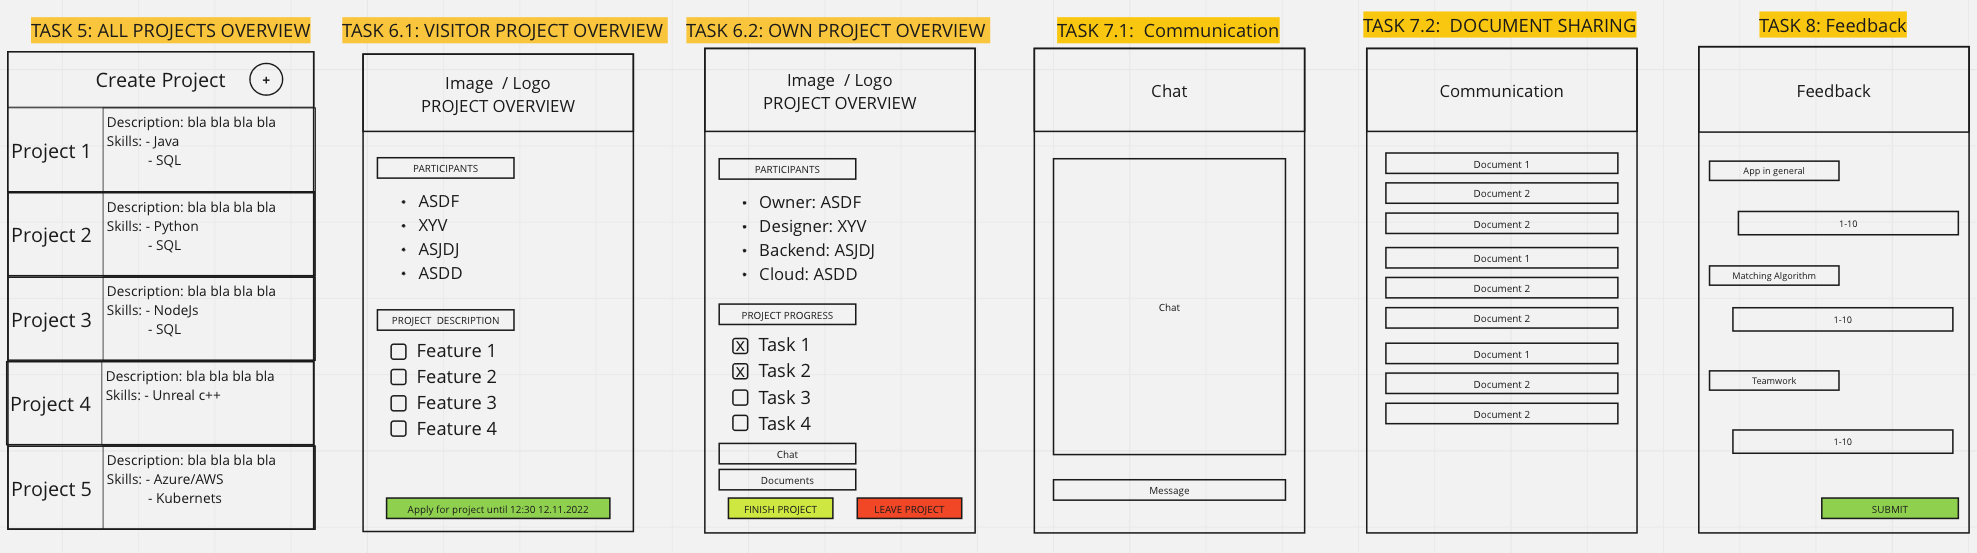 TASK 5: ALL PROJECTS OVERVIEW
Create Project +
Project 1
Description: bla bla bla bla
Skills: - Java
- SQL
Project 2
Description: bla bla bla bla
Skills: - Python
- SQL
Project 3
Description: bla bla bla bla
Skills: - NodeJs
- SQL
Project 4
Description: bla bla bla bla
Skills: - Unreal c++
Project 5
Description: bla bla bla bla
Skills: - Azure/AWS
- Kubernets
TASK 6.1: VISITOR PROJECT OVERVIEW
Image / Logo
PROJECT OVERVIEW
PARTICIPANTS
• ASDF
• XYV
• ASJDJ
• ASDD
PROJECT DESCRIPTION
Feature 1
Feature 2
Feature 3
Feature 4
Apply for project until 12:30 12.11.2022
TASK 6.2: OWN PROJECT OVERVIEW
Image / Logo
PROJECT OVERVIEW
PARTICIPANTS
• Owner: ASDF
• Designer: XYV
• Backend: ASJDJ
• Cloud: ASDD
PROJECT PROGRESS
X Task 1
X Task 2
Task 3
Task 4
Chat
Documents
FINISH PROJECT
LEAVE PROJECT
TASK 7.1: Communication
Chat
Chat
Message
TASK 7.2: DOCUMENT SHARING
Communication
Document 1
Document 2
Document 2
Document 1
Document 2
Document 2
Document 1
Document 2
Document 2
TASK 8: Feedback
Feedback
App in general
1-10
Matching Algorithm
1-10
Teamwork
1-10
SUBMIT